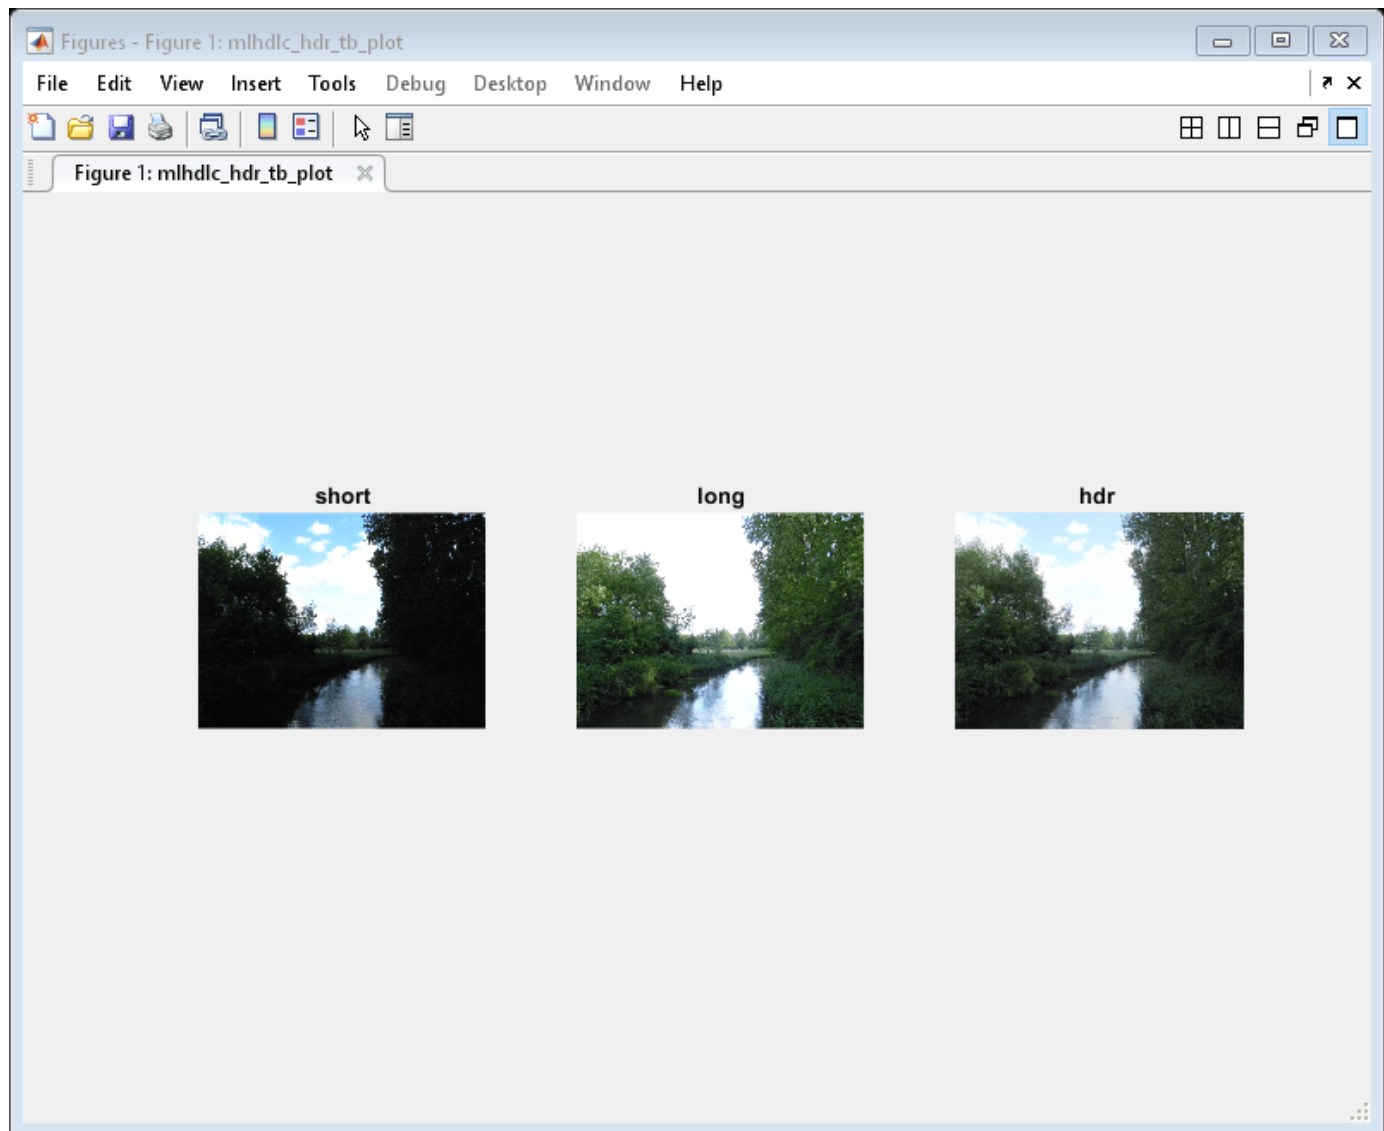 Figures - Figure 1: mlhdlc_hdr_tb_plot
File Edit View Insert Tools Debug Desktop Window Help
Figure 1: mlhdlc_hdr_tb_plot
short long hdr